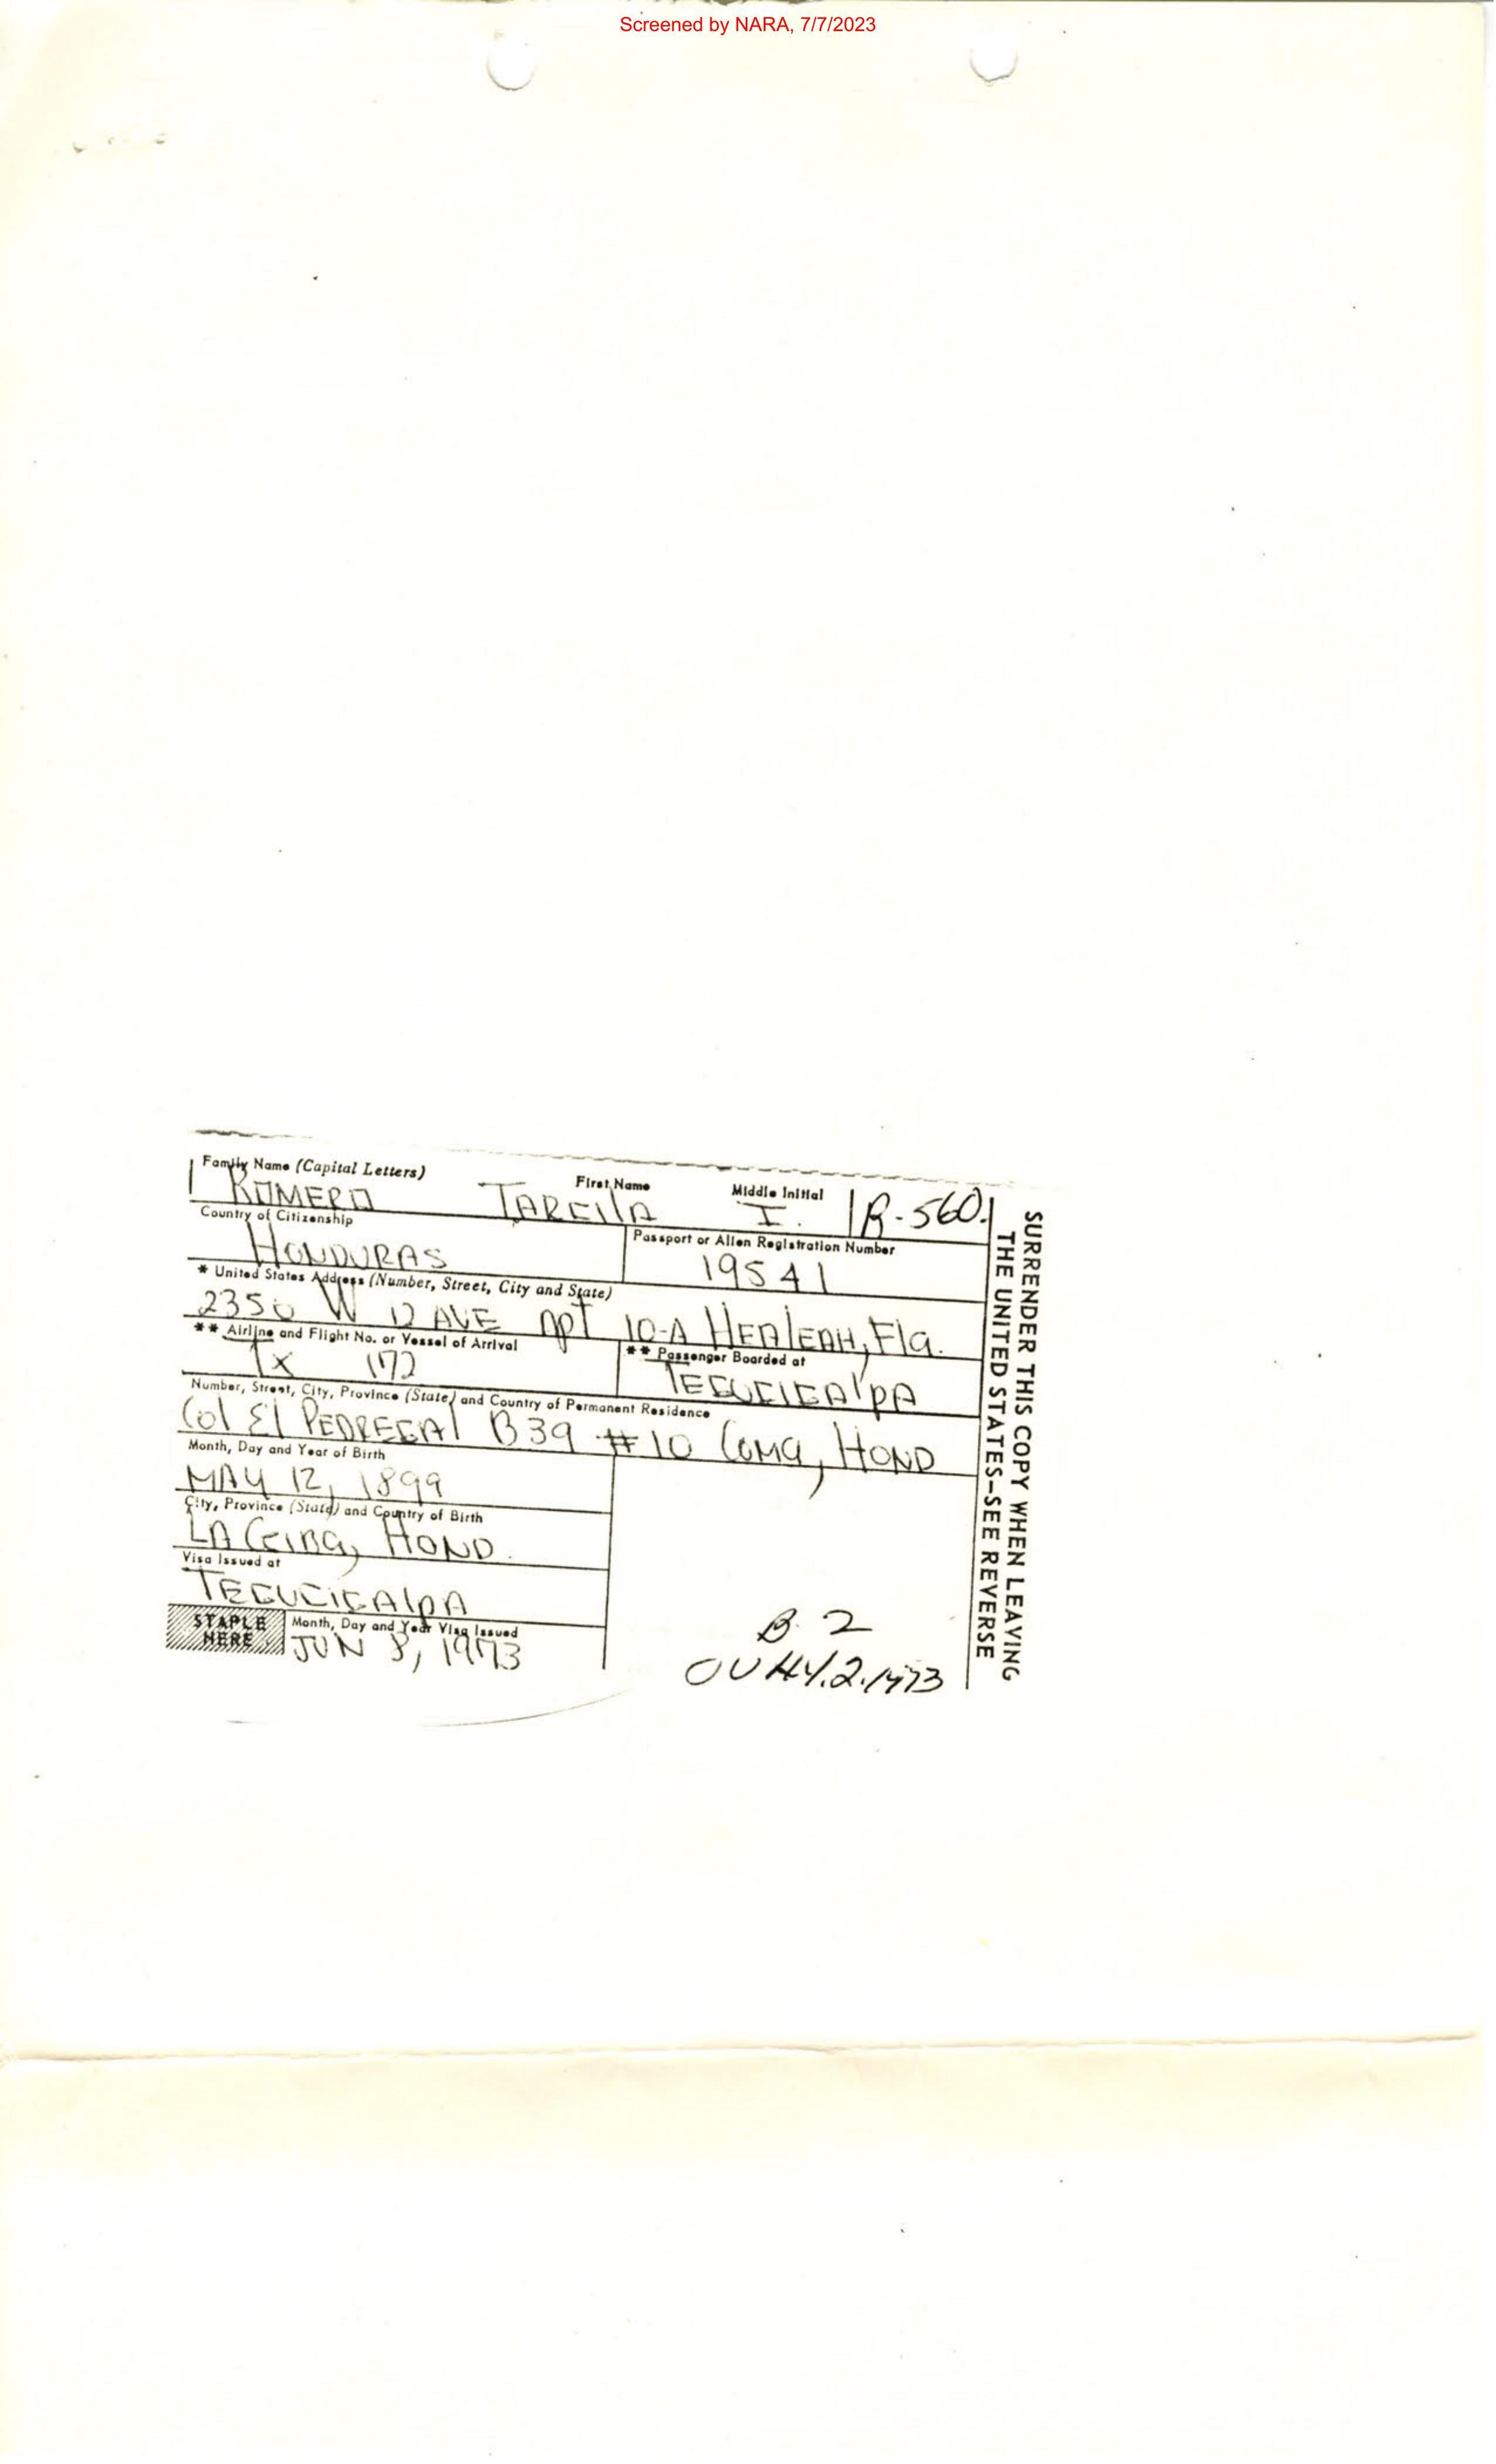 Screened by NARA, 7/7/2023
Family Name (Capital Letters) First Name Middle Initial
ROMERO TARCIlA I. R-560.
Country of Citizenship Passport or Alien Registration Number
HONDURAS 19541
* United States Address (Number, Street, City and State)
2350 W 12 AVE APT 10-A HEAlEAH, Fla.
** Airline and Flight No. or Vessel of Arrival ** Passenger Boarded at
Tx 172 TEGUCIGAlpA
Number, Street, City, Province (State) and Country of Permanent Residence
Col El PEDREGAl B39 #10 Coma, HOND
Month, Day and Year of Birth
MAY 12, 1899
City, Province (State) and Country of Birth
LA CEIBA, HOND.
Visa Issued at
TEGUCIGAlpA
STAPLE HERE Month, Day and Year Visa Issued
JUN 8, 1973
B. 2
1973
SURRENDER THIS COPY WHEN LEAVING
THE UNITED STATES–SEE REVERSE